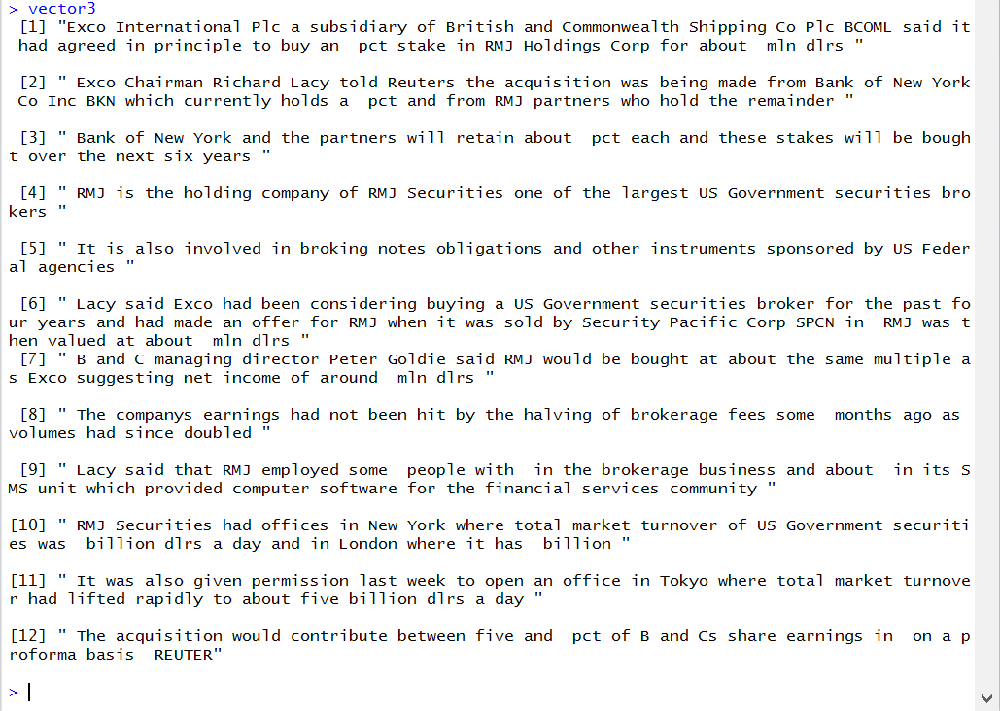 > vector3
[1] "Exco International Plc a subsidiary of British and Commonwealth Shipping Co Plc BCOML said it
had agreed in principle to buy an  pct stake in RMJ Holdings Corp for about  mln dlrs "
[2] " Exco Chairman Richard Lacy told Reuters the acquisition was being made from Bank of New York
Co Inc BKN which currently holds a  pct and from RMJ partners who hold the remainder "
[3] " Bank of New York and the partners will retain about  pct each and these stakes will be bough
t over the next six years "
[4] " RMJ is the holding company of RMJ Securities one of the largest US Government securities bro
kers "
[5] " It is also involved in broking notes obligations and other instruments sponsored by US Feder
al agencies "
[6] " Lacy said Exco had been considering buying a US Government securities broker for the past fo
ur years and had made an offer for RMJ when it was sold by Security Pacific Corp SPCN in  RMJ was t
hen valued at about  mln dlrs "
[7] " B and C managing director Peter Goldie said RMJ would be bought at about the same multiple a
s Exco suggesting net income of around  mln dlrs "
[8] " The companys earnings had not been hit by the halving of brokerage fees some  months ago as
volumes had since doubled "
[9] " Lacy said that RMJ employed some  people with  in the brokerage business and about  in its S
MS unit which provided computer software for the financial services community "
[10] " RMJ Securities had offices in New York where total market turnover of US Government securiti
es was  billion dlrs a day and in London where it has  billion "
[11] " It was also given permission last week to open an office in Tokyo where total market turnove
r had lifted rapidly to about five billion dlrs a day "
[12] " The acquisition would contribute between five and  pct of B and Cs share earnings in  on a p
roforma basis  REUTER"
>